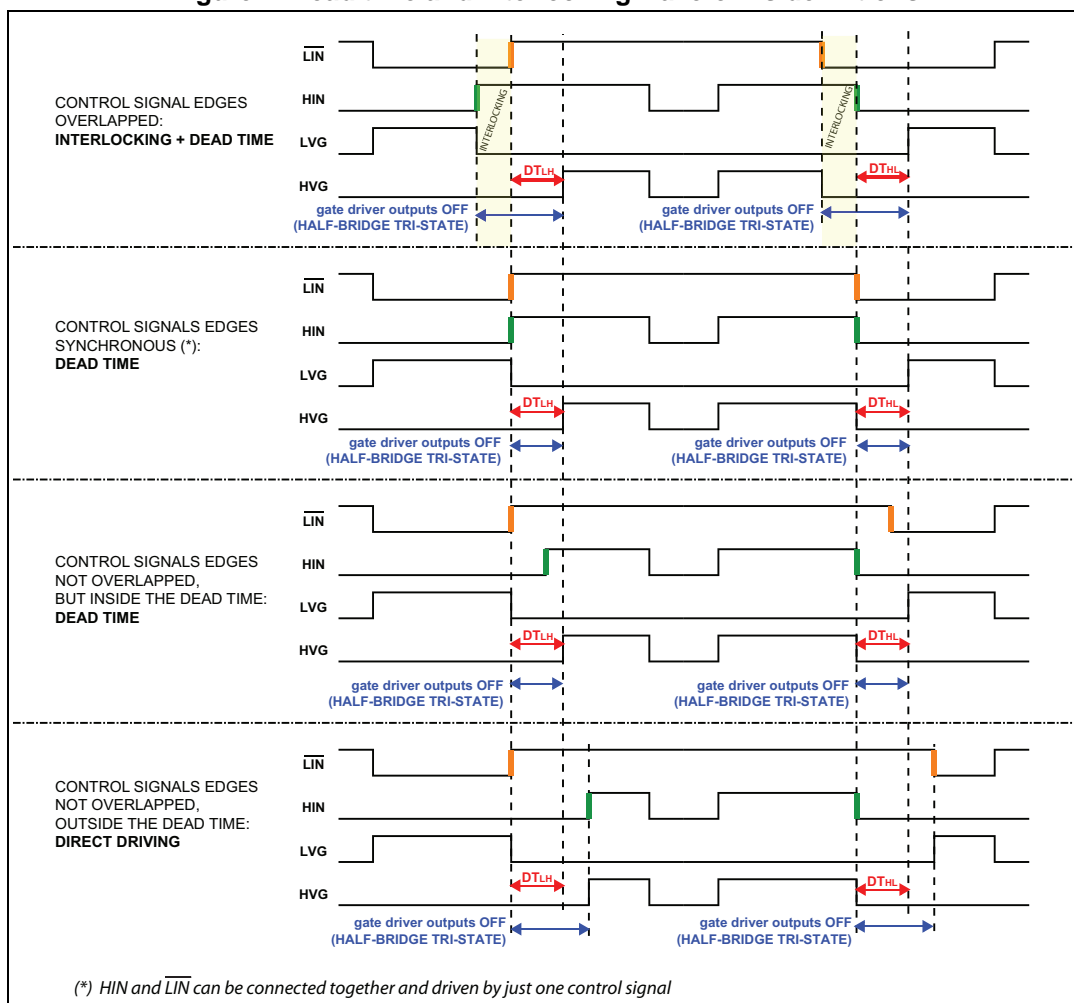 CONTROL SIGNAL EDGES
OVERLAPPED:
INTERLOCKING + DEAD TIME
LIN
HIN
LVG
HVG
INTERLOCKING
INTERLOCKING
DTLH
DTHL
gate driver outputs OFF
(HALF-BRIDGE TRI-STATE)
gate driver outputs OFF
(HALF-BRIDGE TRI-STATE)
CONTROL SIGNALS EDGES
SYNCHRONOUS (*):
DEAD TIME
LIN
HIN
LVG
HVG
DTLH
DTHL
gate driver outputs OFF
(HALF-BRIDGE TRI-STATE)
gate driver outputs OFF
(HALF-BRIDGE TRI-STATE)
CONTROL SIGNALS EDGES
NOT OVERLAPPED,
BUT INSIDE THE DEAD TIME:
DEAD TIME
LIN
HIN
LVG
HVG
DTLH
DTHL
gate driver outputs OFF
(HALF-BRIDGE TRI-STATE)
gate driver outputs OFF
(HALF-BRIDGE TRI-STATE)
CONTROL SIGNALS EDGES
NOT OVERLAPPED,
OUTSIDE THE DEAD TIME:
DIRECT DRIVING
LIN
HIN
LVG
HVG
DTLH
DTHL
gate driver outputs OFF
(HALF-BRIDGE TRI-STATE)
gate driver outputs OFF
(HALF-BRIDGE TRI-STATE)
(*) HIN and LIN can be connected together and driven by just one control signal